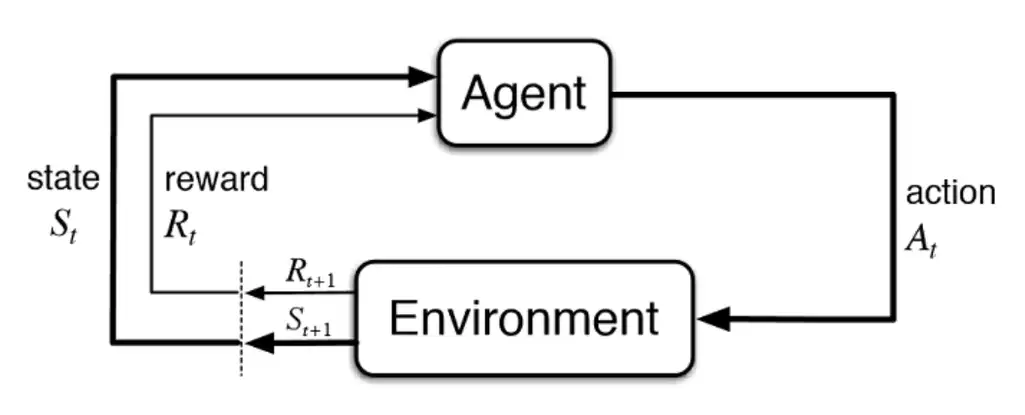 Agent
state
S_t
reward
R_t
action
A_t
R_{t+1}
S_{t+1}
Environment